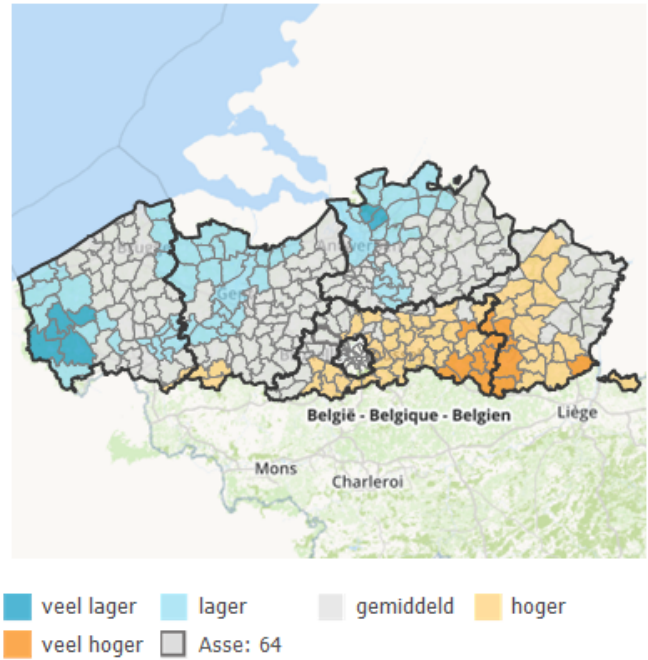 België - Belgique - Belgien
Liège
Mons
Charleroi
veel lager
lager
gemiddeld
hoger
veel hoger
Asse: 64